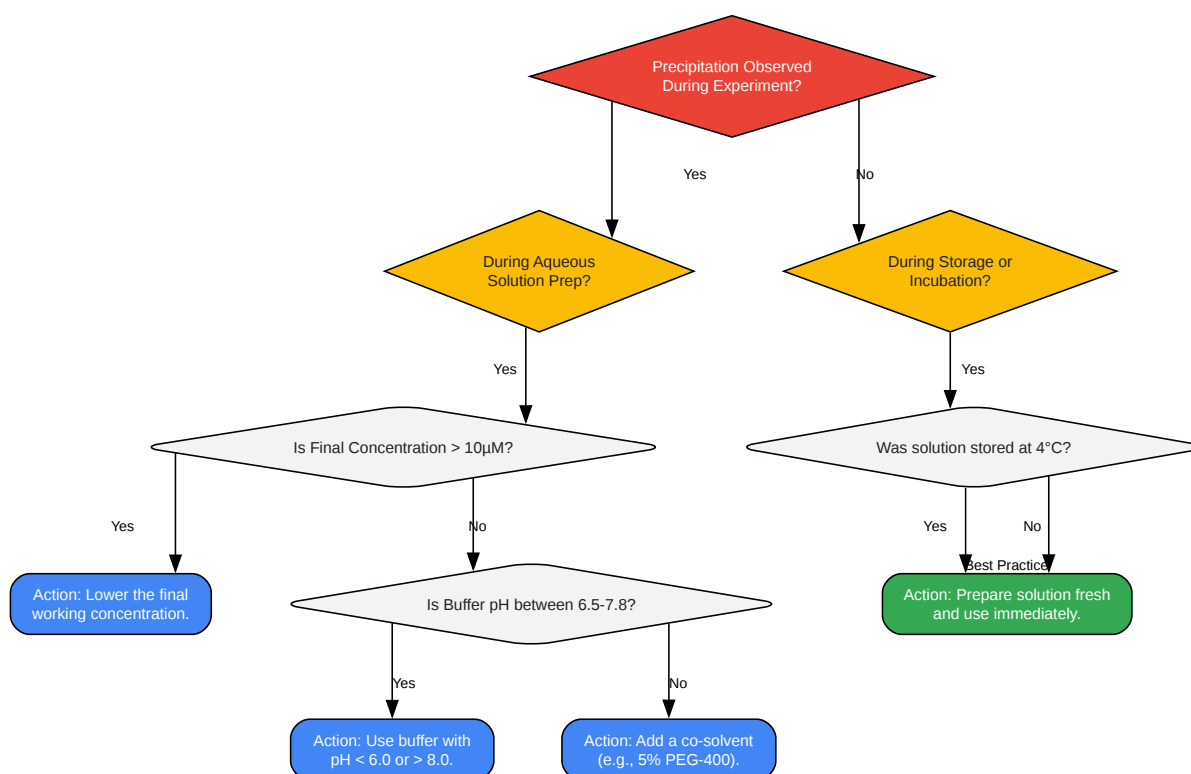 Precipitation Observed
During Experiment?
Yes
No
During Aqueous
Solution Prep?
During Storage or
Incubation?
Yes
Yes
Is Final Concentration > 10µM?
Was solution stored at 4°C?
Yes
No
Yes
No
Best Practice
Action: Lower the final
working concentration.
Is Buffer pH between 6.5-7.8?
Action: Prepare solution fresh
and use immediately.
Yes
No
Action: Use buffer with
pH < 6.0 or > 8.0.
Action: Add a co-solvent
(e.g., 5% PEG-400).